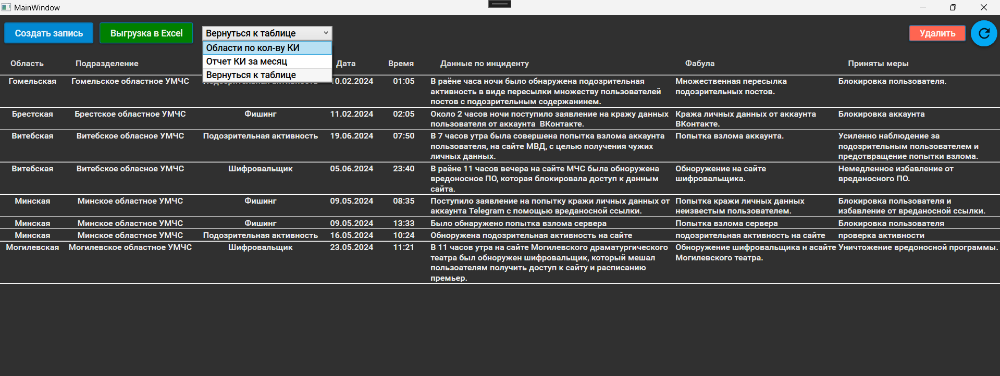 MainWindow
Создать запись
Выгрузка в Excel
Вернуться к таблице
Удалить
Области по кол-ву КИ
Отчет КИ за месяц
Вернуться к таблице
Область Подразделение Дата Время Данные по инциденту Фабула Приняты меры
Гомельская Гомельское областное УМЧС Подозрительная активность 10.02.2024 01:05 В раёне часа ночи было обнаружена подозрительная Множественная пересылка Блокировка пользователя.
активность в виде пересылки множеству пользователей подозрительных постов.
постов с подозрительным содержанинем.
Брестская Брестское областное УМЧС Фишинг 11.02.2024 02:05 Около 2 часов ночи поступило заявление на кражу данных Кража личных данных от аккаунта Блокировка аккаунта
пользователя от аккаунта  ВКонтакте. ВКонтакте.
Витебская Витебское обласное УМЧС Подозрительная активность 19.06.2024 07:50 В 7 часов утра была совершена попытка взлома аккаунта Попытка взлома аккаунта. Усиленно наблюдение за
пользователя, на сайте МВД, с целью получения чужих подозрительным пользователем и
личных данных. предотвращение попытки взлома.
Витебская Витебское обласное УМЧС Шифровальщик 05.06.2024 23:40 В раёне 11 часов вечера на сайте МЧС была обноружена Обноружение на сайте Немедленное избавление от
вредоносное ПО, которая блокировала доступ к данным шифровальщика. вреданосного ПО.
сайта.
Минская Минское областное УМЧС Фишинг 09.05.2024 08:35 Поступило заявление на попытку кражи личных данных от Попытка кражи личных данных Блокировка пользователя и
аккаунта Telegram с помощью вреданосной ссылки. неизвестым пользователем. избавление от вреданосной ссылки.
Минская Минское областное УМЧС Фишинг 09.05.2024 13:33 Было обнаружено попытка взлома сервера Попытка взлома сервера Блокировка пользователя
Минская Минское областное УМЧС Подозрительная активность 16.05.2024 10:24 Обноружена подозрительная активность на сайте подозрительная активность на сайте проверка активности
Могилевская Могилевское областное УМЧС Шифровальщик 23.05.2024 11:21 В 11 часов утра на сайте Могилевского драматургического Обноружение шифровальщика н асайте Уничтожение вредоносной программы.
театра был обноружен шифровальщик, который мешал Могилевского театра.
пользоателям получить доступ к сайту и расписанию
премьер.